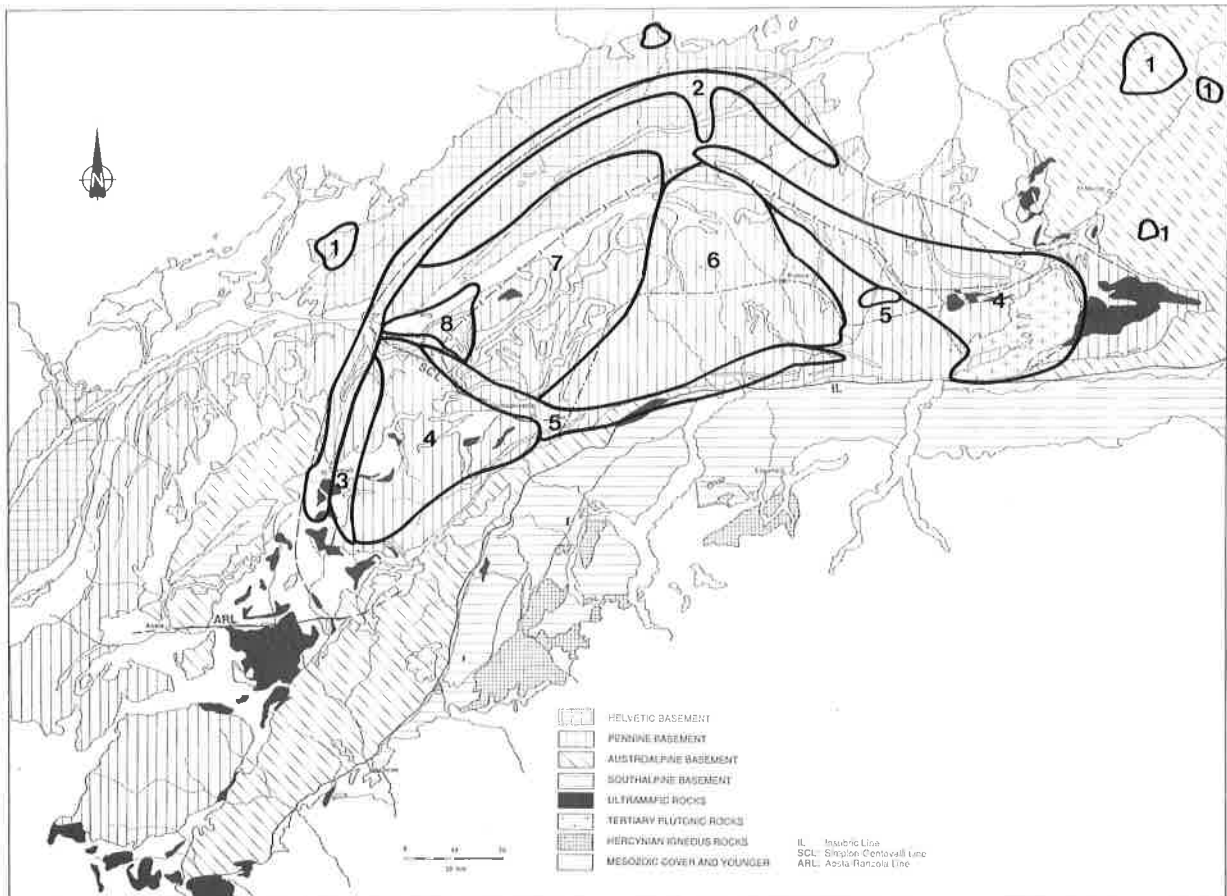 1
2
1
1
N
1
1
7
6
8
4
5
SCL
IL
4
5
3
ARL
HELVETIC BASEMENT
PENNINE BASEMENT
AUSTROALPINE BASEMENT
SOUTHALPINE BASEMENT
ULTRAMAFIC ROCKS
TERTIARY PLUTONIC ROCKS
HERCYNIAN IGNEOUS ROCKS
MESOZOIC COVER AND YOUNGER
IL: Insubric Line
SCL: Simplon-Centovalli Line
ARL: Aosta-Ranzola Line